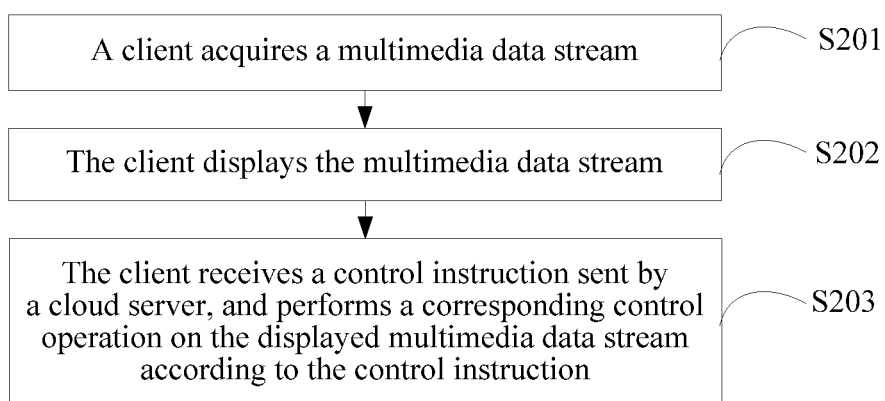 A client acquires a multimedia data stream
S201
The client displays the multimedia data stream
S202
The client receives a control instruction sent by
a cloud server, and performs a corresponding control
operation on the displayed multimedia data stream
according to the control instruction
S203